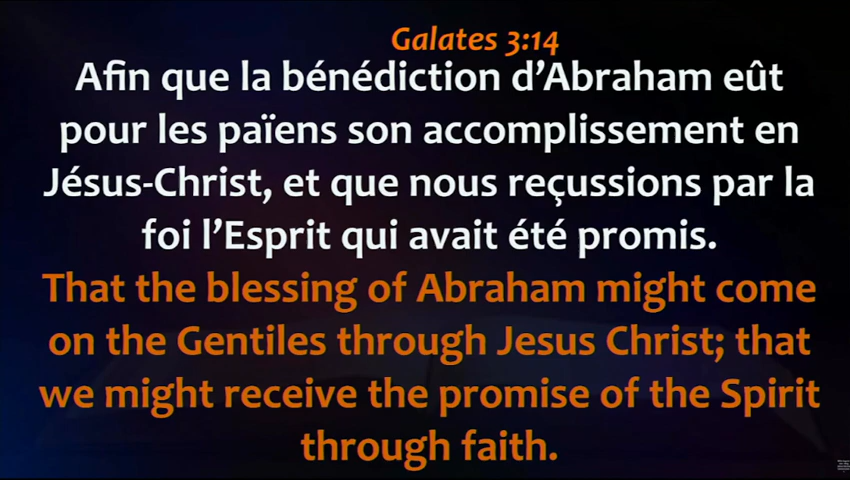 Galates 3:14
Afin que la bénédiction d’Abraham eût
pour les païens son accomplissement en
Jésus-Christ, et que nous reçussions par la
foi l’Esprit qui avait été promis.
That the blessing of Abraham might come
on the Gentiles through Jesus Christ; that
we might receive the promise of the Spirit
through faith.